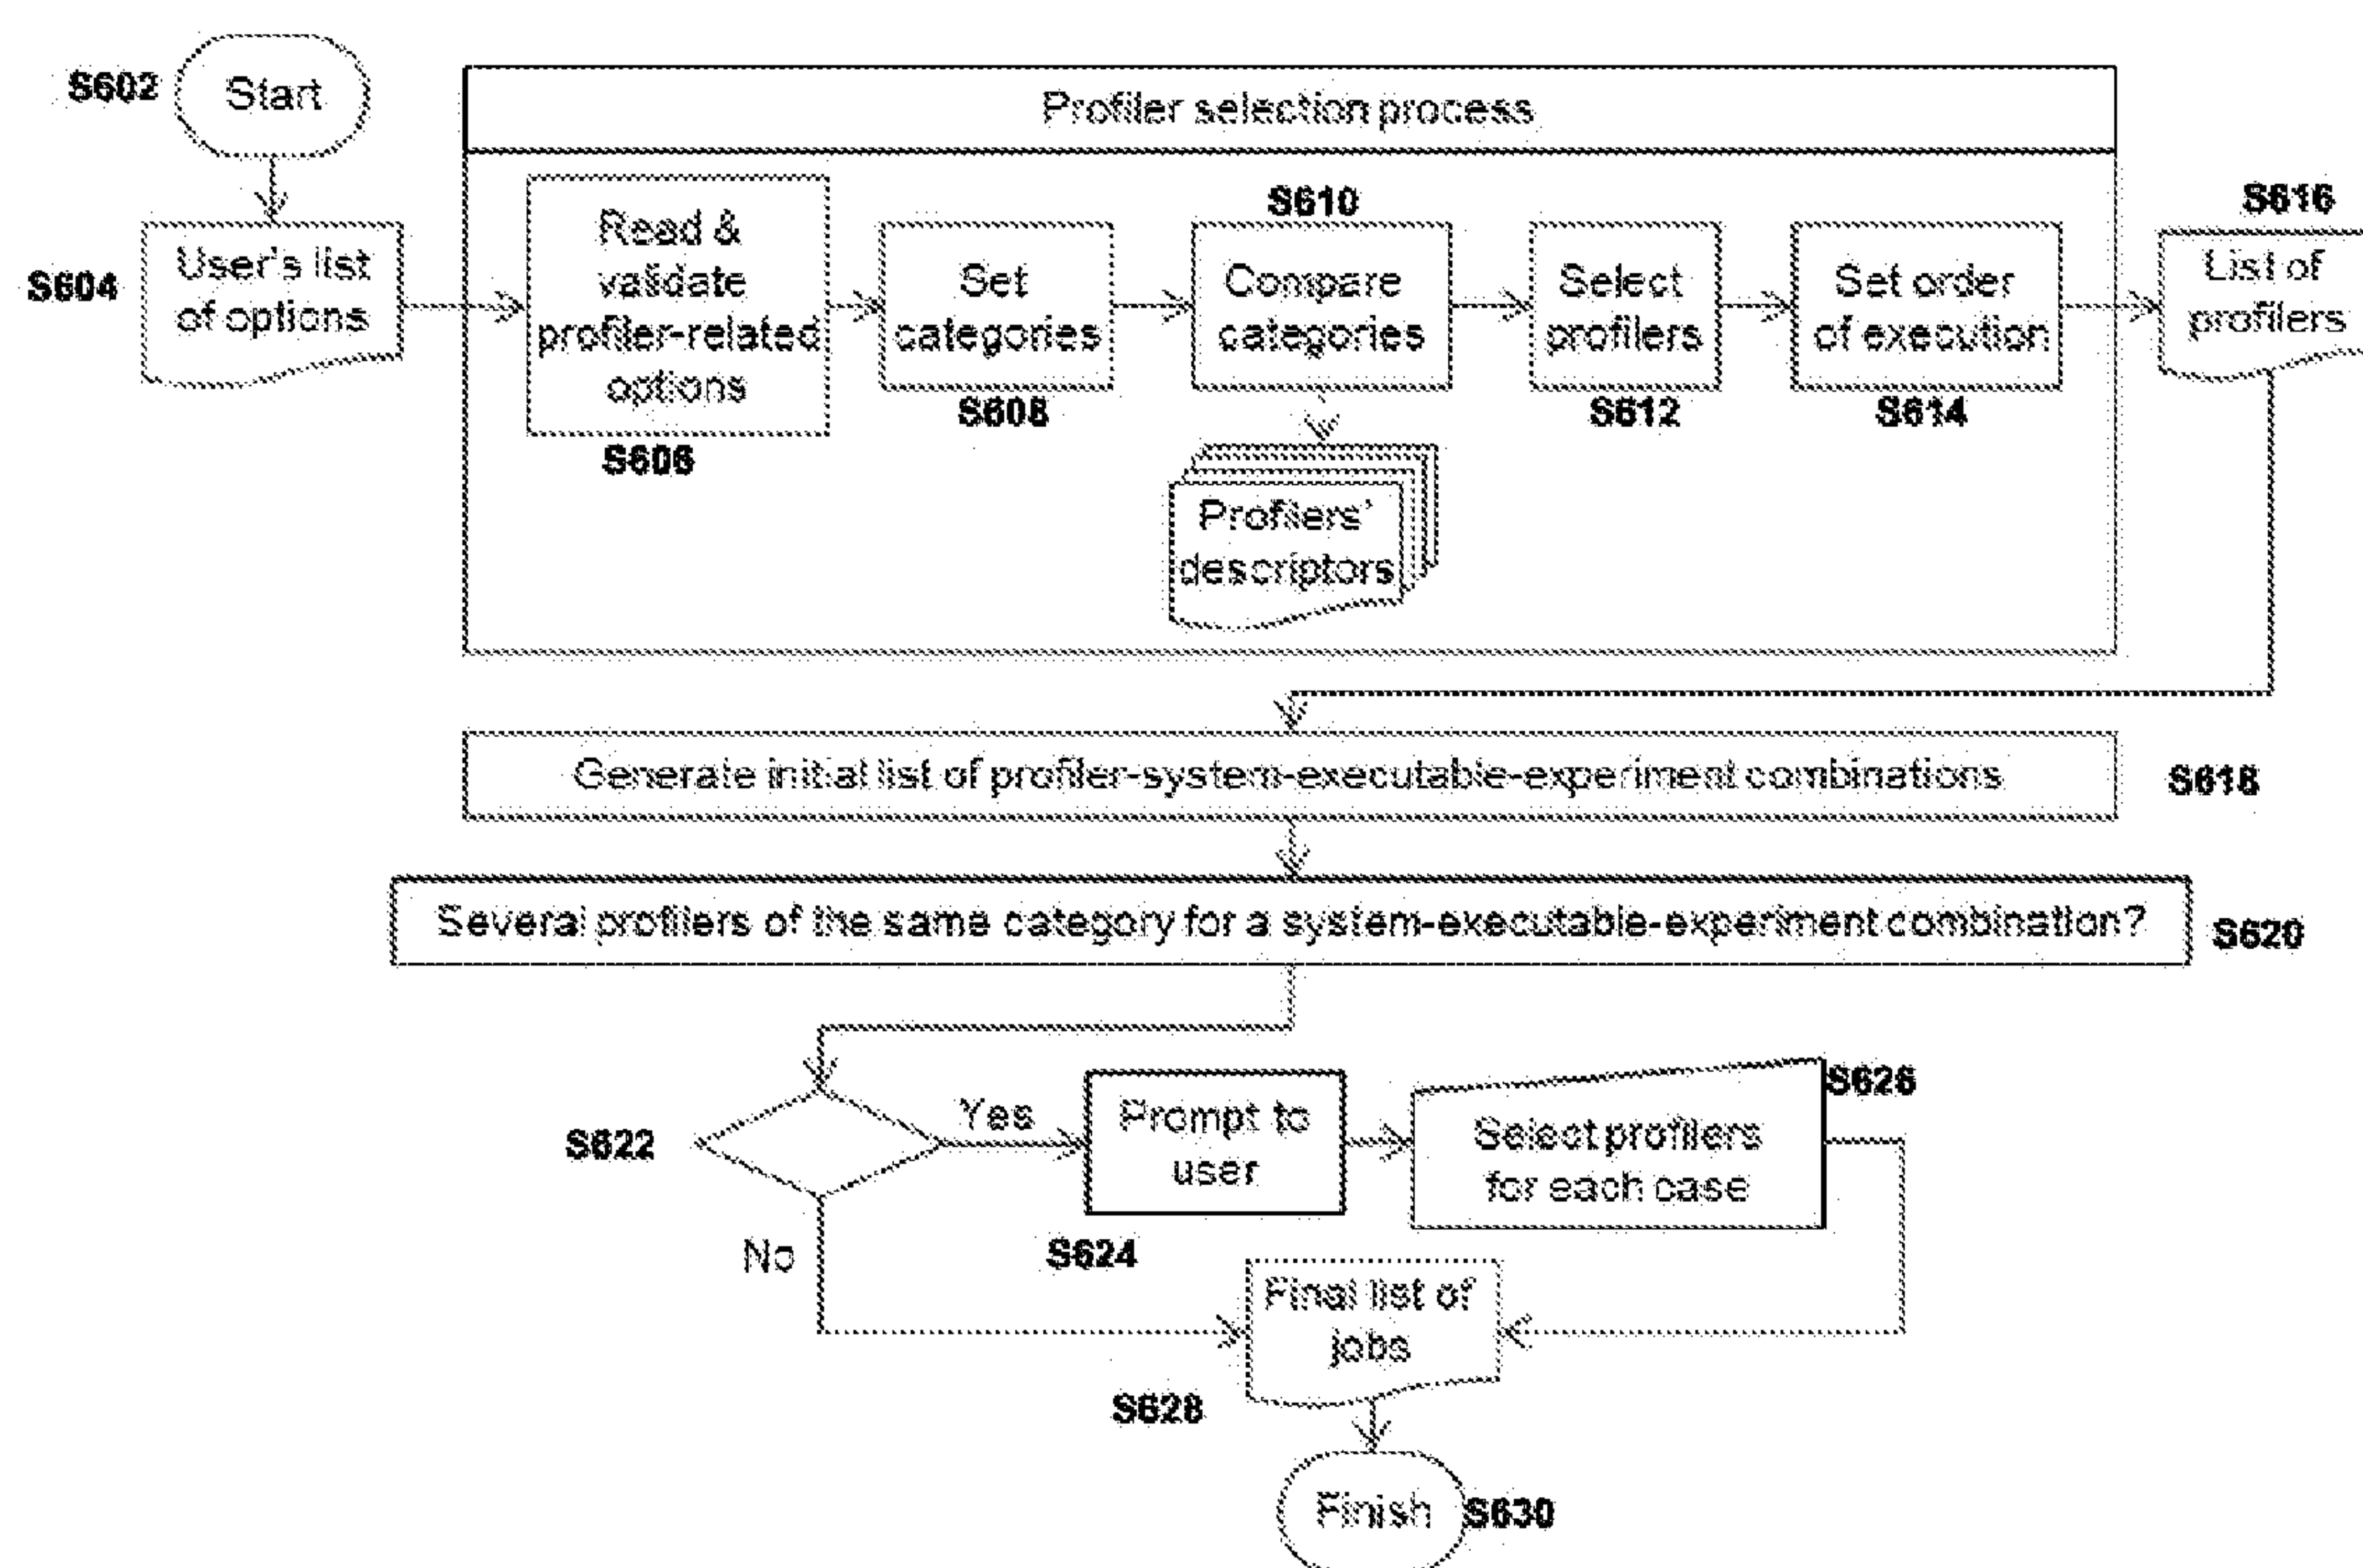 S602
Start
Profiler selection process
S604
User's list
of options
Read &
validate
profiler-related
options
S606
Set
categories
S608
S610
Compare
categories
Profilers'
descriptors
Select
profilers
S612
Set order
of execution
S614
S616
List of
profilers
Generate initial list of profiler-system-executable-experiment combinations
S618
Several profilers of the same category for a system-executable-experiment combination?
S620
S622
Yes
No
Prompt to
user
S624
S626
Select profilers
for each case
Final list of
jobs
S628
Finish
S630